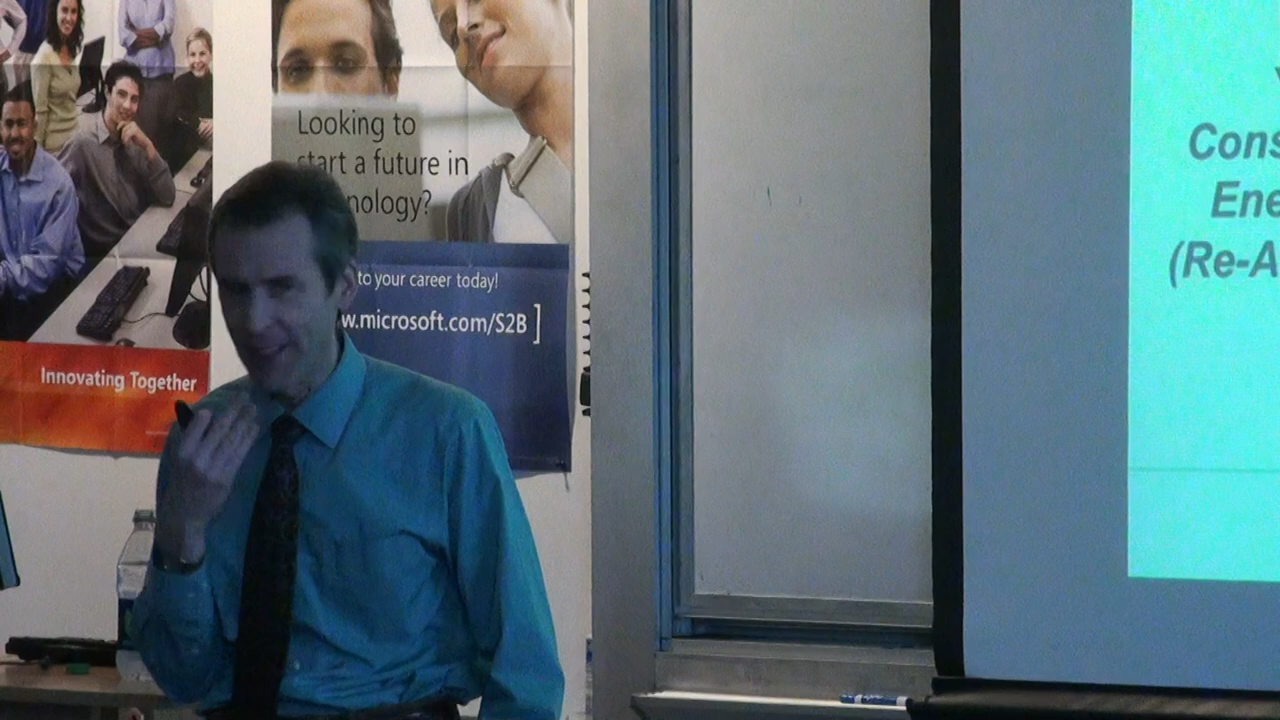 Looking to
start a future in
nology?
to your career today!
w.microsoft.com/S2B ]
Innovating Together
Cons
Ene
(Re-A